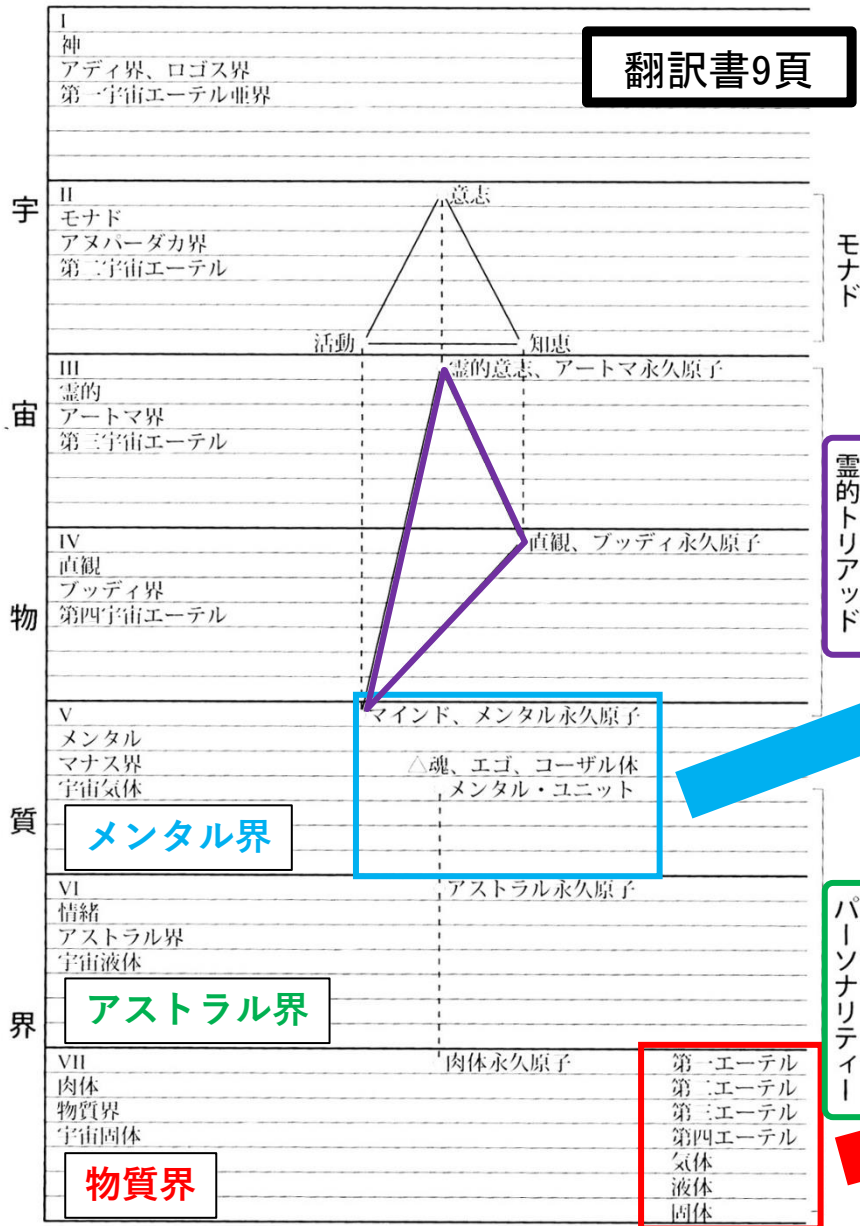 翻訳書9頁
宇宙物質界
I
神
アディ界、ロゴス界
第一宇宙エーテル亜界
II
意志
モナド
アヌパーダカ界
第二宇宙エーテル
活動
知恵
モナド
III
霊的意志、アートマ永久原子
霊的
アートマ界
第三宇宙エーテル
霊的トリアッド
IV
直観、ブッディ永久原子
直観
ブッディ界
第四宇宙エーテル
V
マインド、メンタル永久原子
メンタル
マナス界
△魂、エゴ、コーザル体
宇宙気体
メンタル・ユニット
メンタル界
VI
アストラル永久原子
情緒
アストラル界
宇宙液体
アストラル界
パーソナリティー
VII
肉体永久原子
第一エーテル
肉体
第二エーテル
物質界
第三エーテル
宇宙固体
第四エーテル
気体
物質界
液体
固体